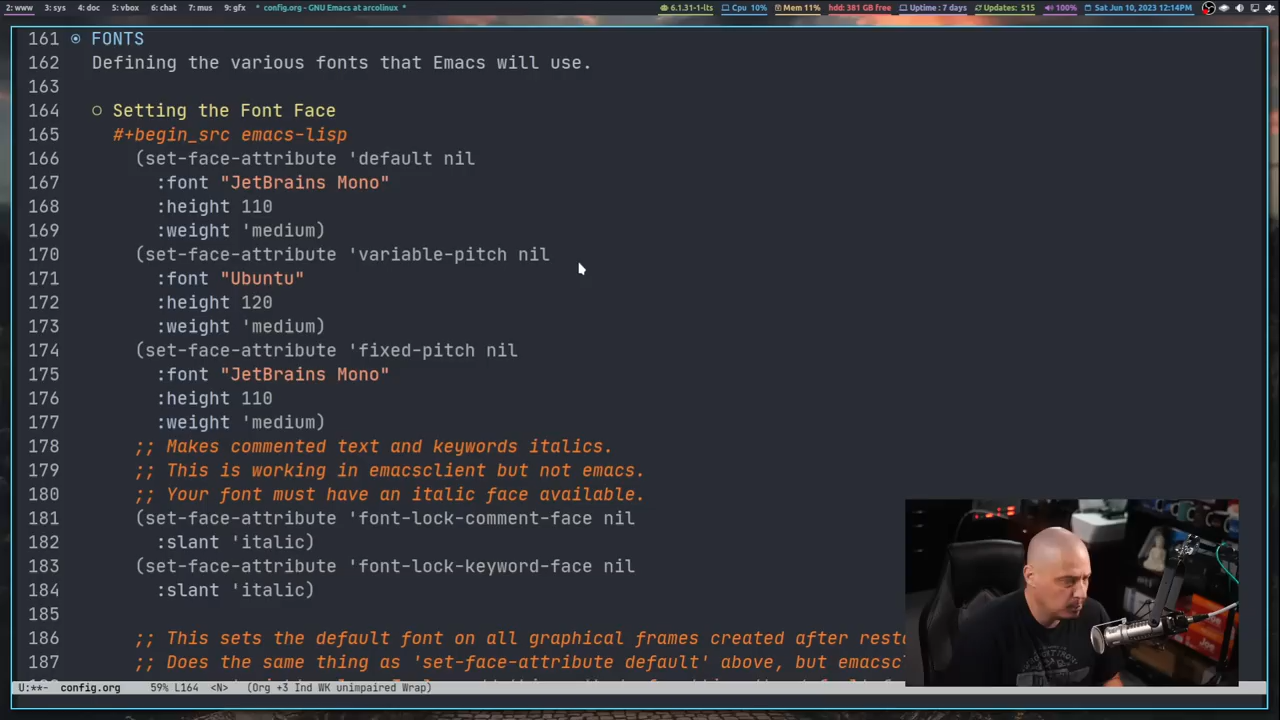 2: www 3: sys 4: doc 5: vbox 6: chat 7: mus 9: gfx * config.org - GNU Emacs at arcolinux * 6.1.31-1-lts Cpu 10% Mem 11% hdd: 381 GB free Uptime: 7 days Updates: 515 100% Sat Jun 10, 2023 12:14PM
161 FONTS
162 Defining the various fonts that Emacs will use.
163
164 Setting the Font Face
165 #+begin_src emacs-lisp
166 (set-face-attribute 'default nil
167 :font "JetBrains Mono"
168 :height 110
169 :weight 'medium)
170 (set-face-attribute 'variable-pitch nil
171 :font "Ubuntu"
172 :height 120
173 :weight 'medium)
174 (set-face-attribute 'fixed-pitch nil
175 :font "JetBrains Mono"
176 :height 110
177 :weight 'medium)
178 ;; Makes commented text and keywords italics.
179 ;; This is working in emacsclient but not emacs.
180 ;; Your font must have an italic face available.
181 (set-face-attribute 'font-lock-comment-face nil
182 :slant 'italic)
183 (set-face-attribute 'font-lock-keyword-face nil
184 :slant 'italic)
185
186 ;; This sets the default font on all graphical frames created after resta
187 ;; Does the same thing as 'set-face-attribute default' above, but emacscl
U:**- config.org 59% L164 <N> (Org +3 Ind WK unimpaired Wrap)